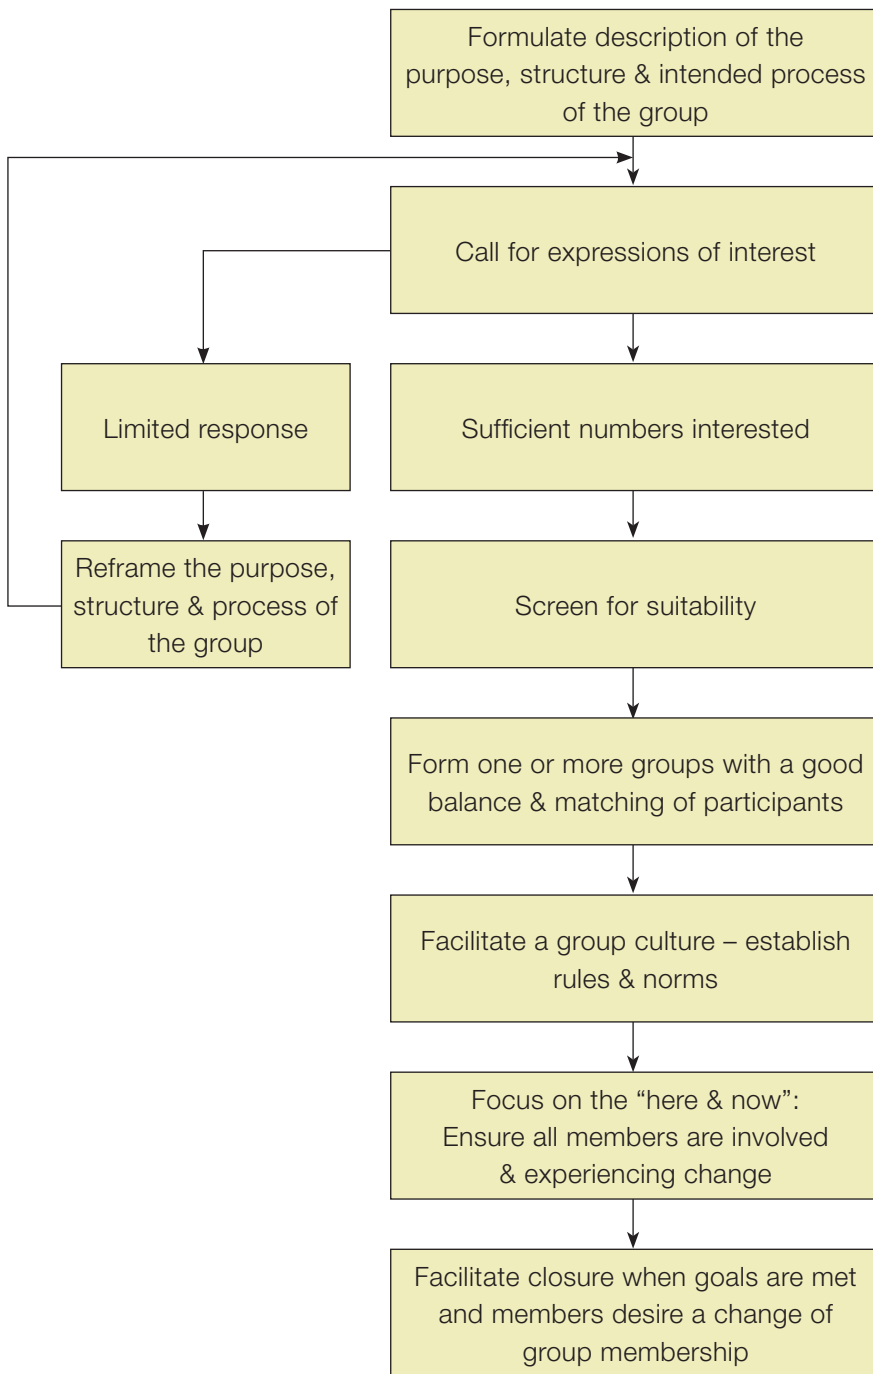 Formulate description of the
purpose, structure & intended process
of the group
Call for expressions of interest
Limited response
Sufficient numbers interested
Reframe the purpose,
structure & process of
the group
Screen for suitability
Form one or more groups with a good
balance & matching of participants
Facilitate a group culture – establish
rules & norms
Focus on the “here & now”:
Ensure all members are involved
& experiencing change
Facilitate closure when goals are met
and members desire a change of
group membership